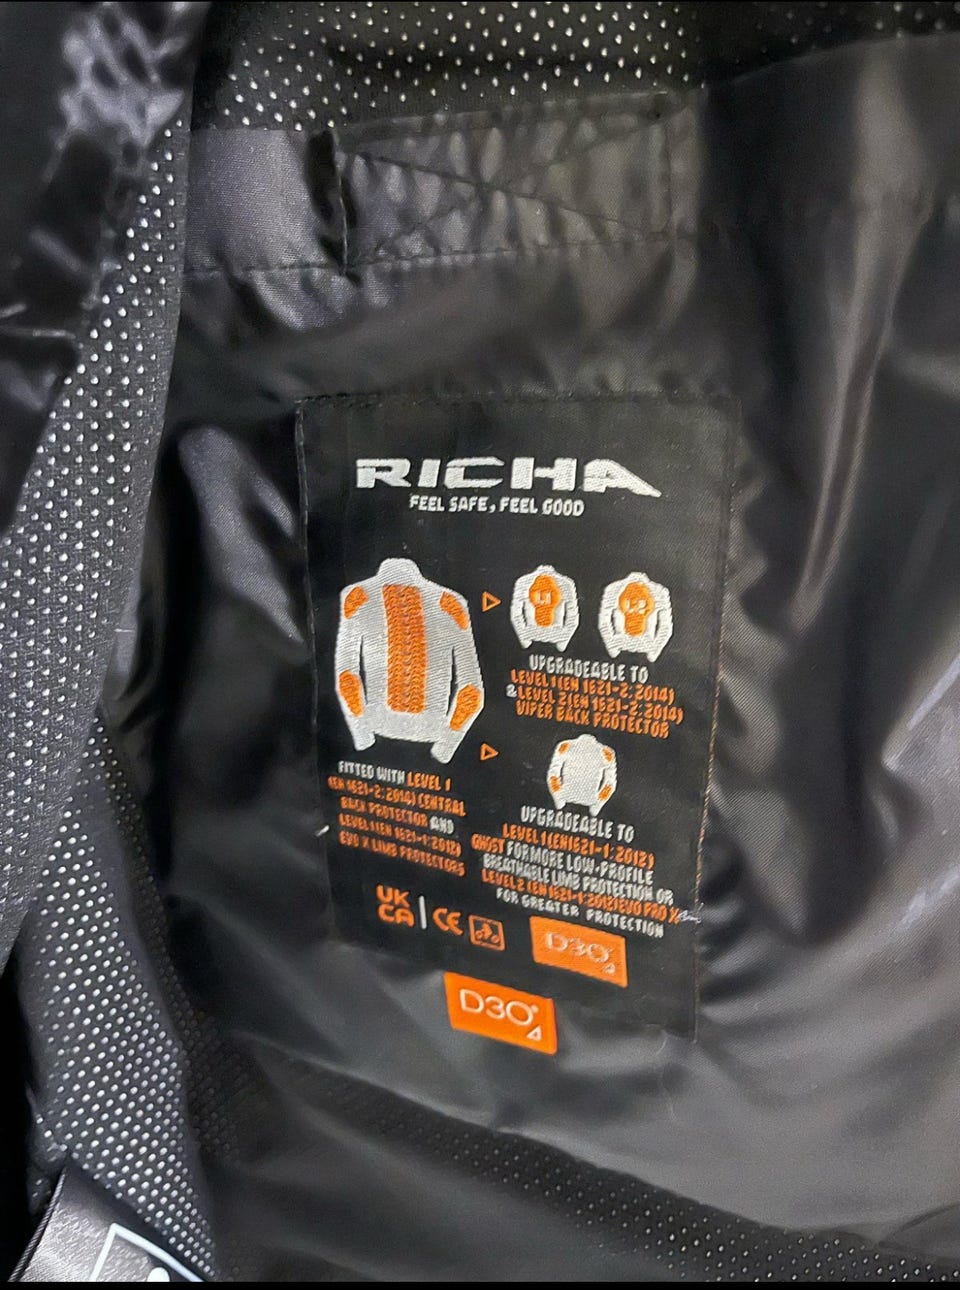 RICHA
FEEL SAFE, FEEL GOOD
L1
L2
UPGRADEABLE TO
LEVEL 1 (EN 1621-2:2014)
& LEVEL 2 (EN 1621-2:2014)
VIPER BACK PROTECTOR
FITTED WITH LEVEL 1
(EN 1621-2:2014) CENTRAL
BACK PROTECTOR AND
LEVEL 1 (EN 1621-1:2012)
EVO X LIMB PROTECTORS
UPGRADEABLE TO
LEVEL 1 (EN1621-1:2012)
GHOST FOR MORE LOW-PROFILE
BREATHABLE LIMB PROTECTION OR
LEVEL 2 (EN 1621-1:2012) EVO PRO X
FOR GREATER PROTECTION
UK
CA
CE
D3O
D3O®